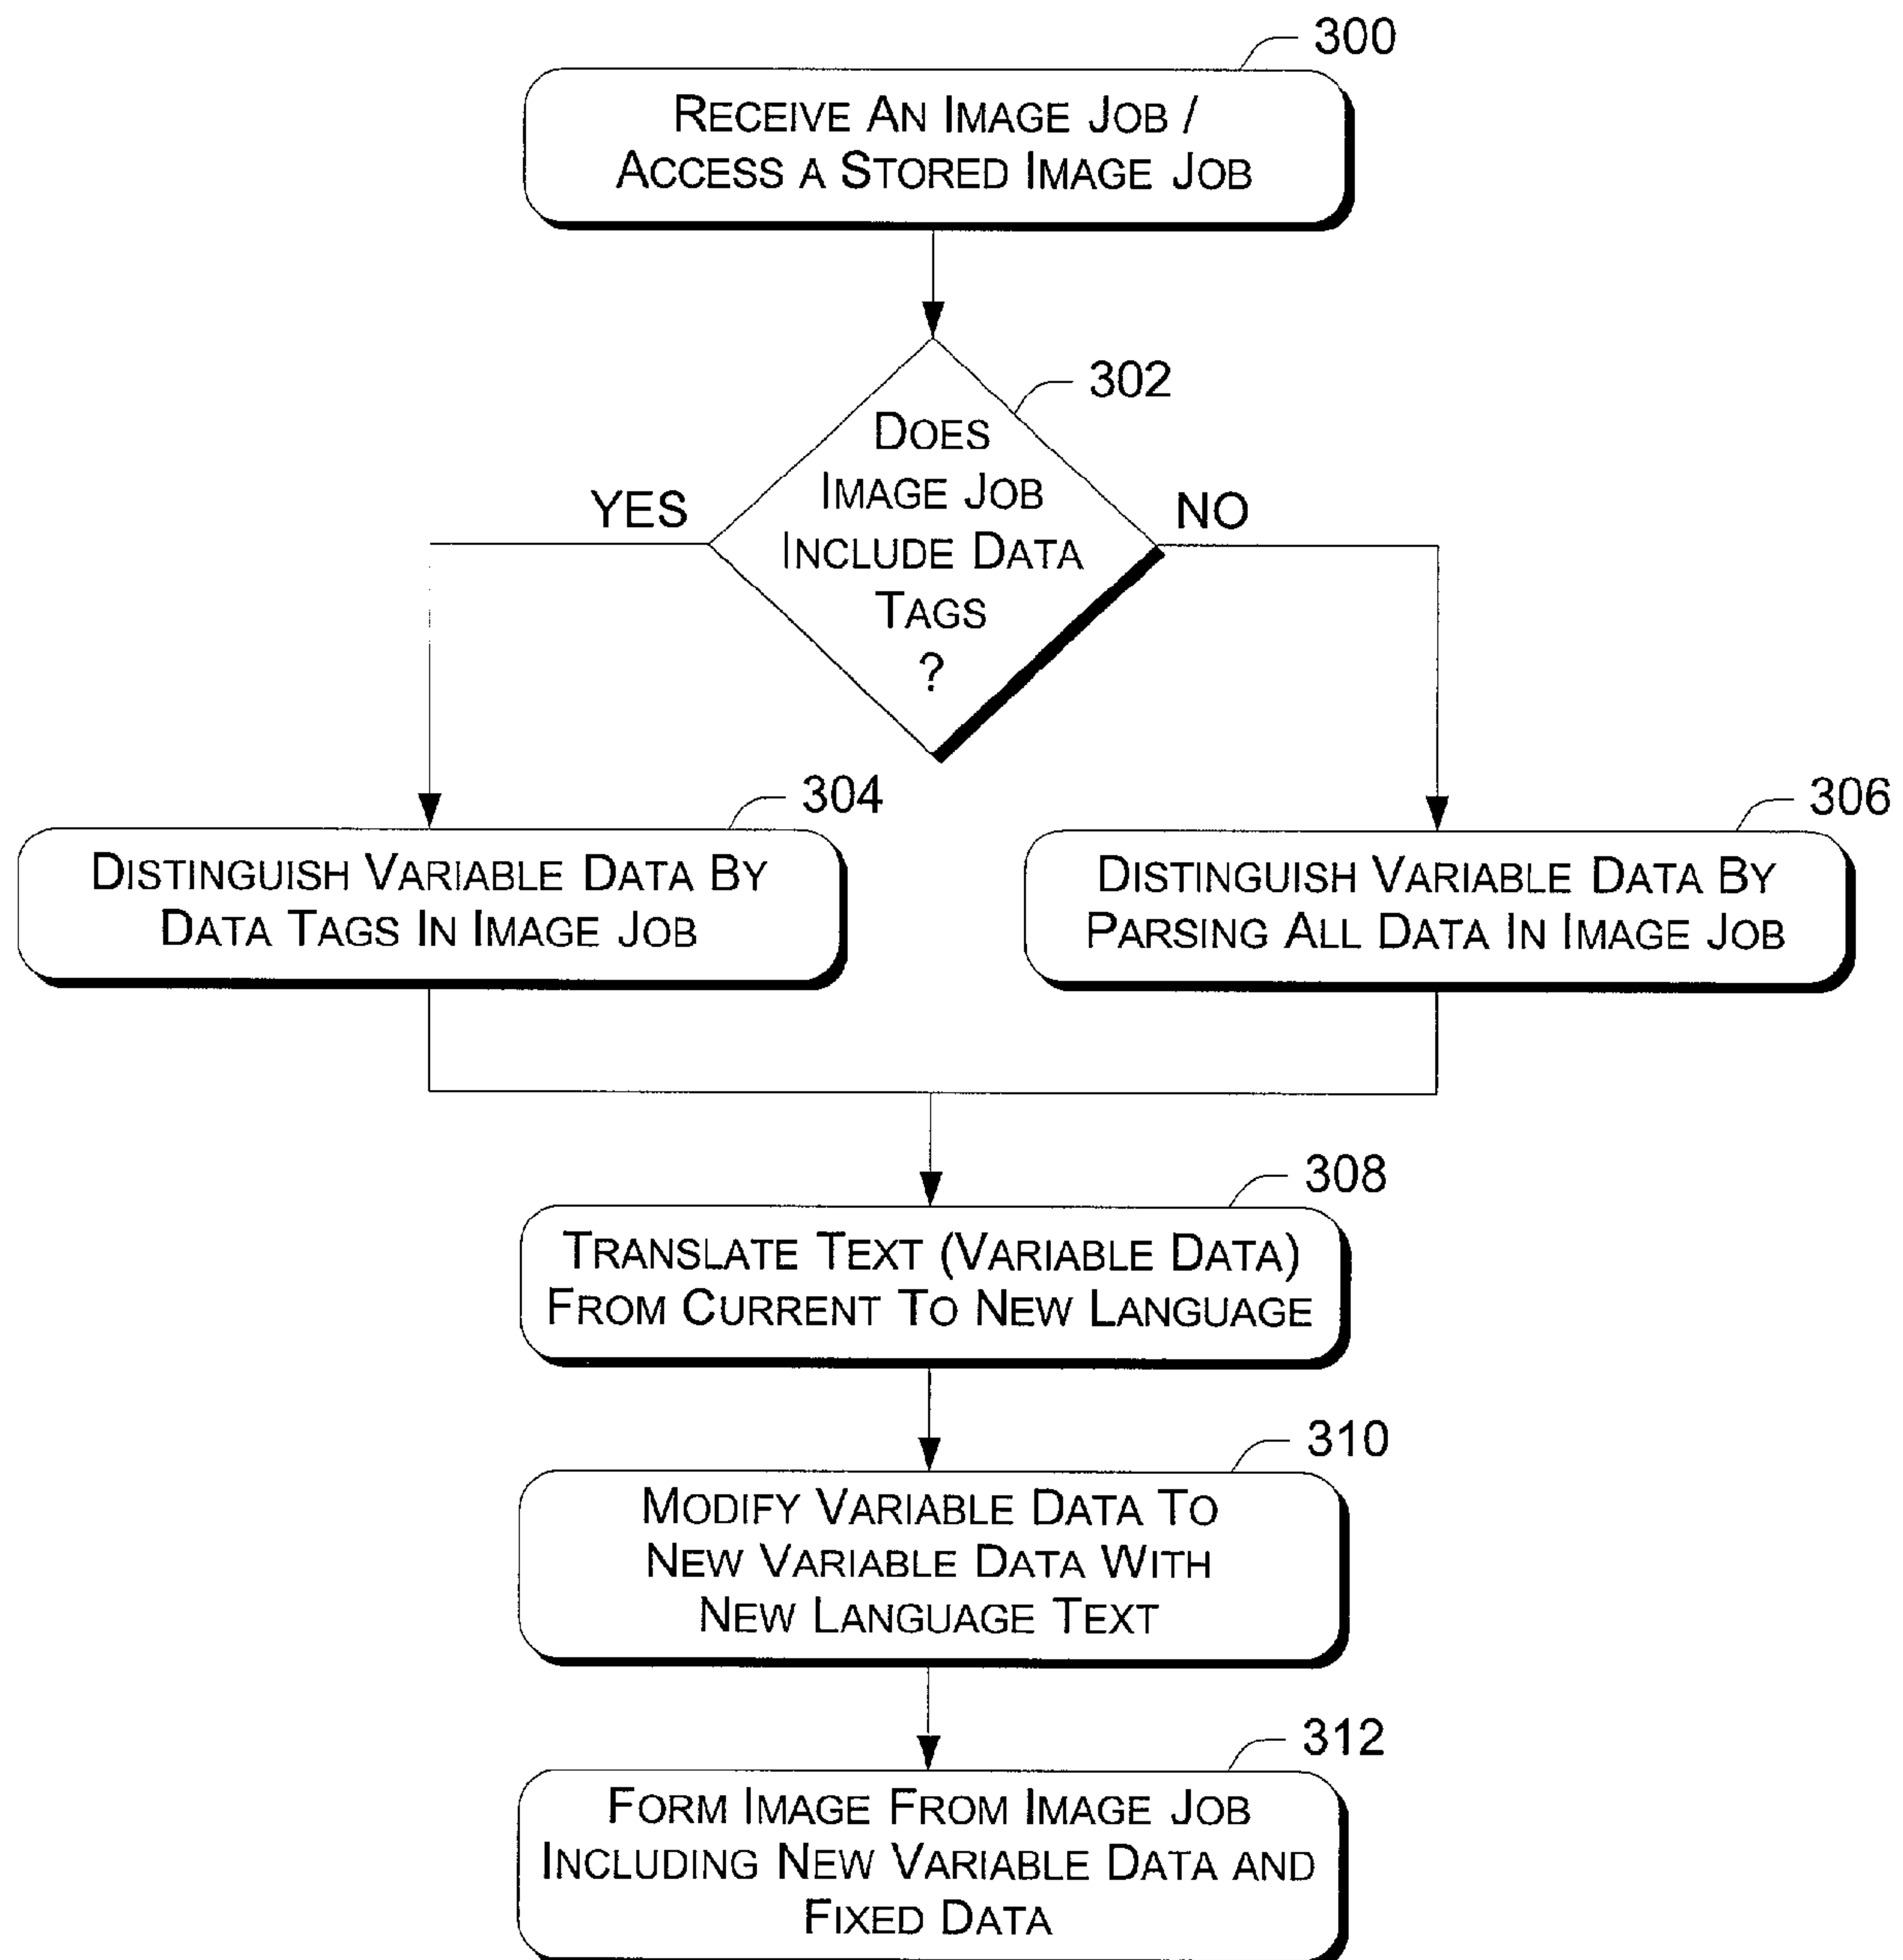 300
RECEIVE AN IMAGE JOB /
ACCESS A STORED IMAGE JOB
302
DOES
IMAGE JOB
INCLUDE DATA
TAGS
?
YES
NO
304
DISTINGUISH VARIABLE DATA BY
DATA TAGS IN IMAGE JOB
306
DISTINGUISH VARIABLE DATA BY
PARSING ALL DATA IN IMAGE JOB
308
TRANSLATE TEXT (VARIABLE DATA)
FROM CURRENT TO NEW LANGUAGE
310
MODIFY VARIABLE DATA TO
NEW VARIABLE DATA WITH
NEW LANGUAGE TEXT
312
FORM IMAGE FROM IMAGE JOB
INCLUDING NEW VARIABLE DATA AND
FIXED DATA